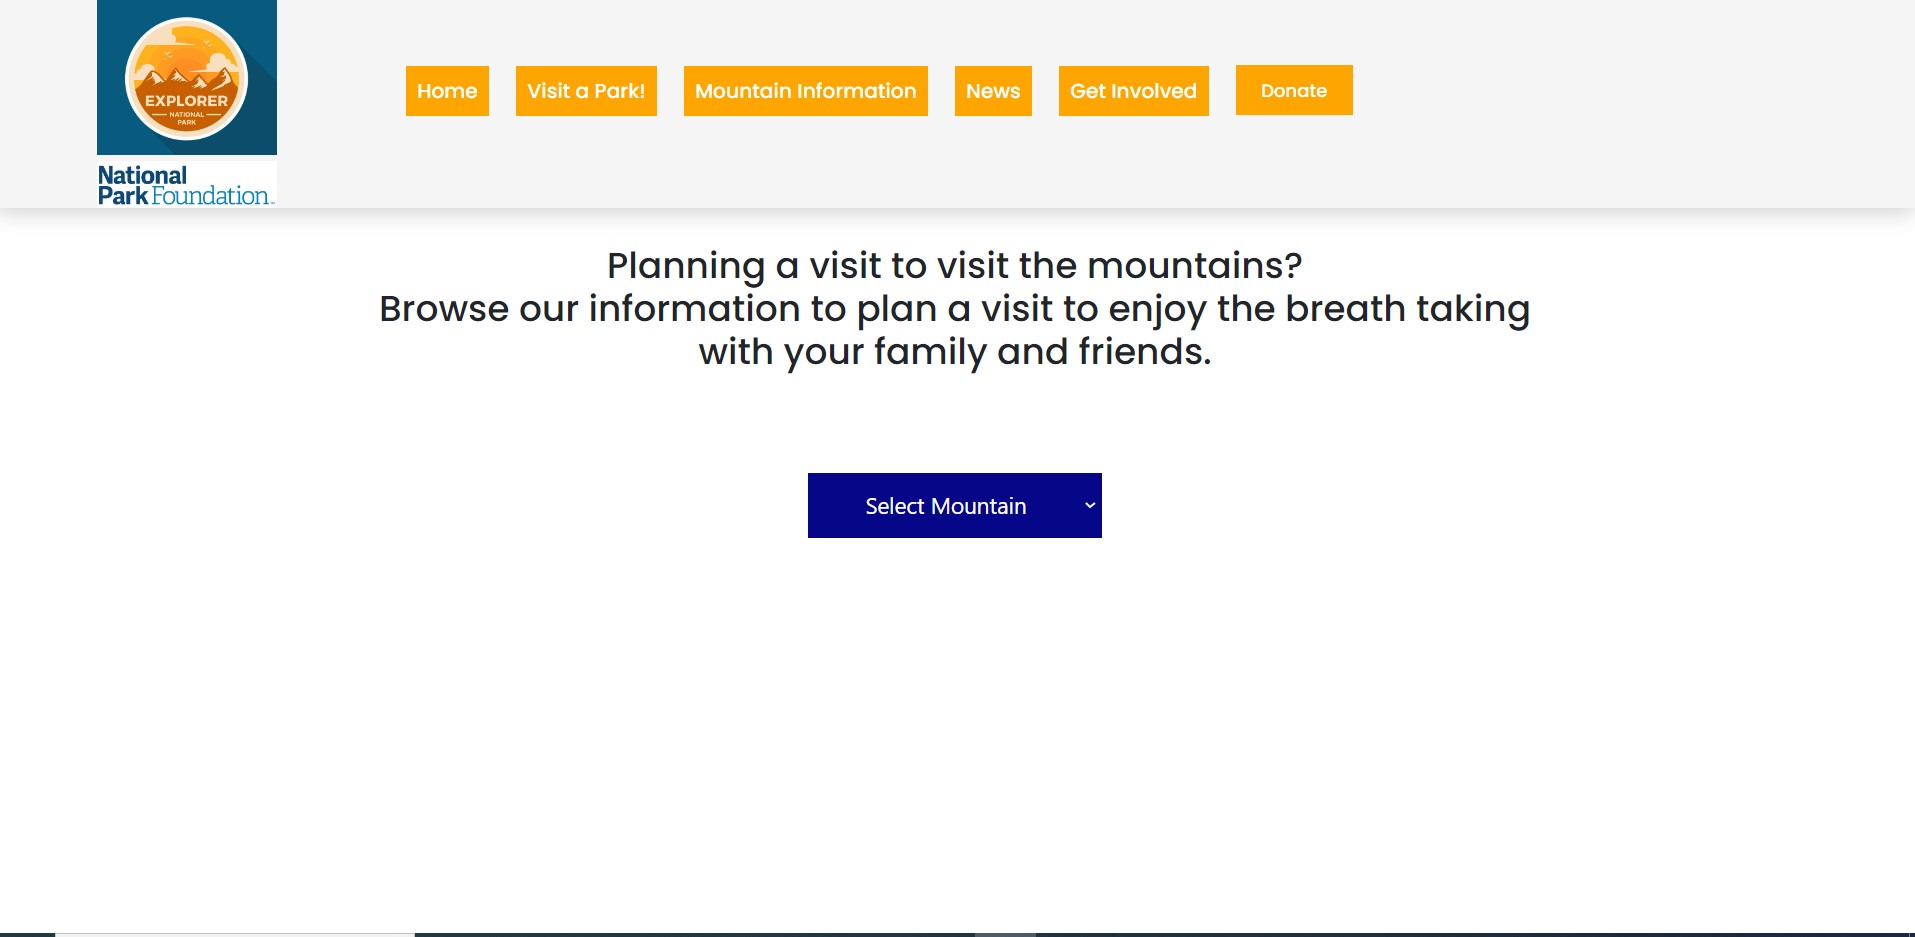 EXPLORER
NATIONAL
PARK
National
Park Foundation
Home
Visit a Park!
Mountain Information
News
Get Involved
Donate
Planning a visit to visit the mountains?
Browse our information to plan a visit to enjoy the breath taking
with your family and friends.
Select Mountain